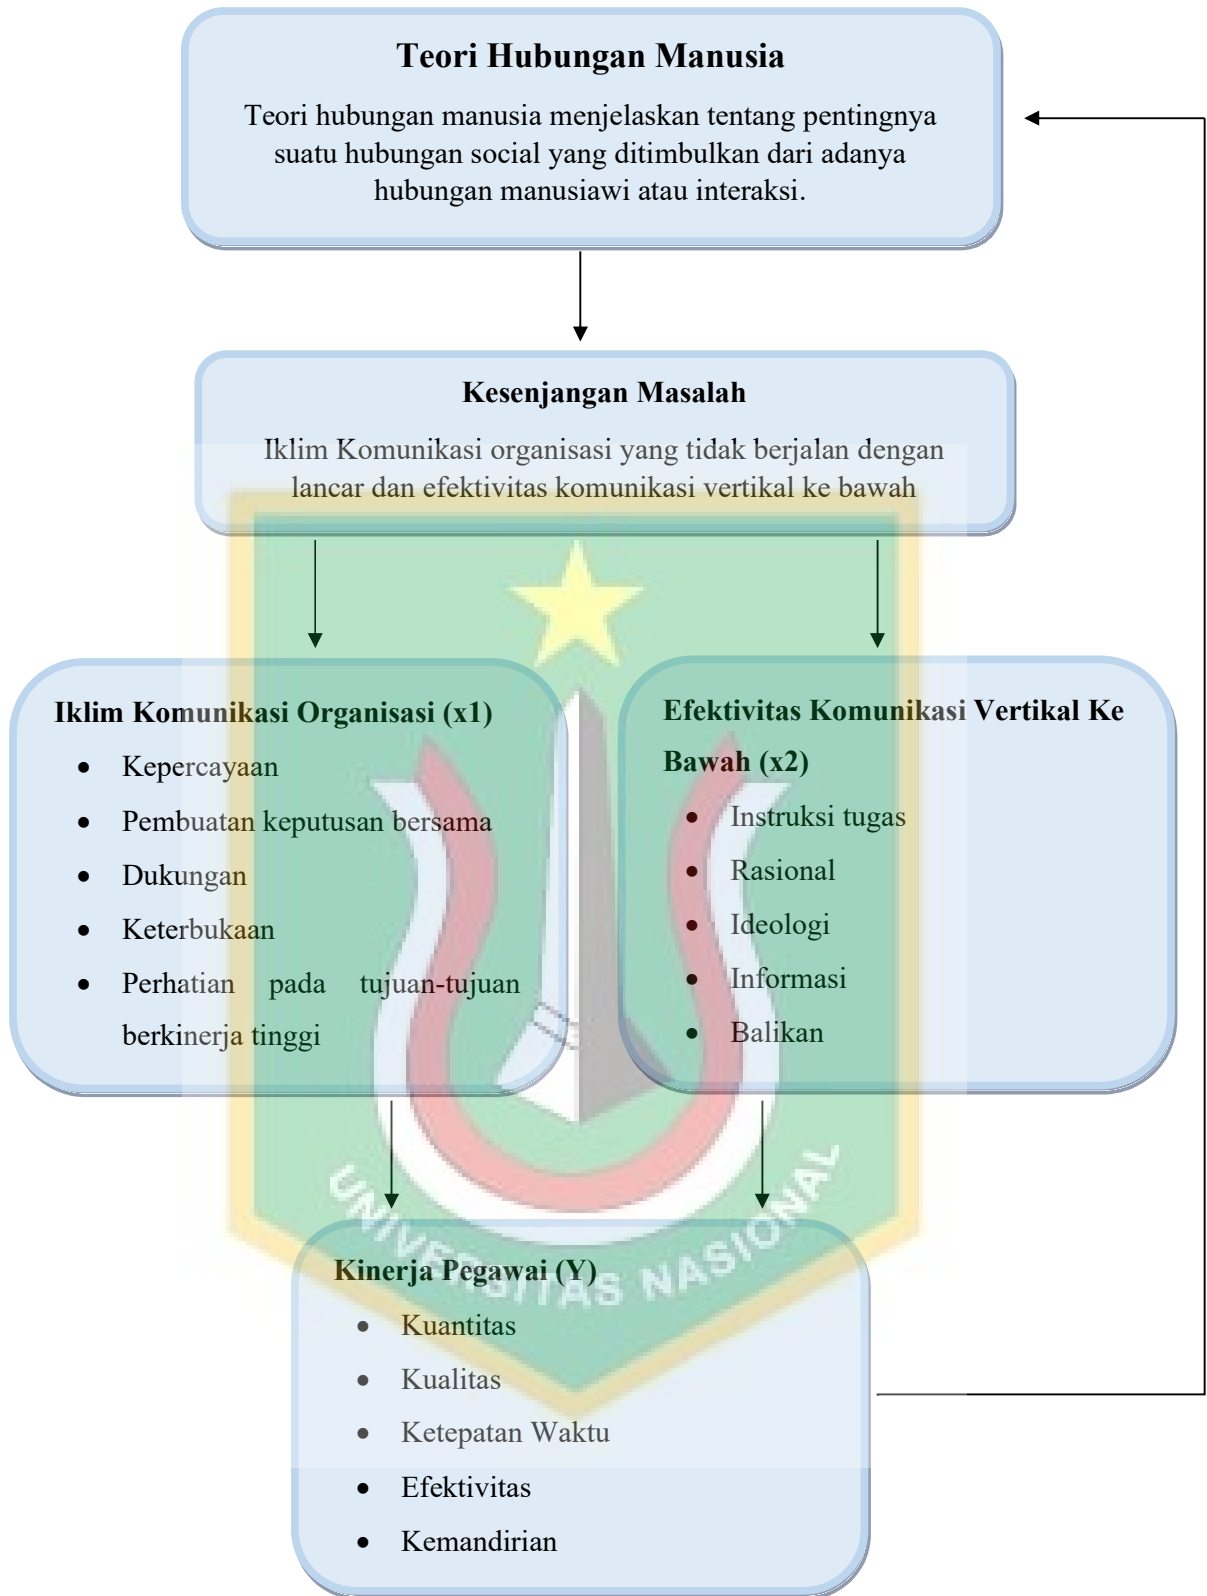 Teori Hubungan Manusia
Teori hubungan manusia menjelaskan tentang pentingnya
suatu hubungan social yang ditimbulkan dari adanya
hubungan manusiawi atau interaksi.
Kesenjangan Masalah
Iklim Komunikasi organisasi yang tidak berjalan dengan
lancar dan efektivitas komunikasi vertikal ke bawah
Iklim Komunikasi Organisasi (x1)
• Kepercayaan
• Pembuatan keputusan bersama
• Dukungan
• Keterbukaan
• Perhatian pada tujuan-tujuan
berkinerja tinggi
Efektivitas Komunikasi Vertikal Ke
Bawah (x2)
• Instruksi tugas
• Rasional
• Ideologi
• Informasi
• Balikan
UNIVERSITAS NASIONAL
Kinerja Pegawai (Y)
• Kuantitas
• Kualitas
• Ketepatan Waktu
• Efektivitas
• Kemandirian